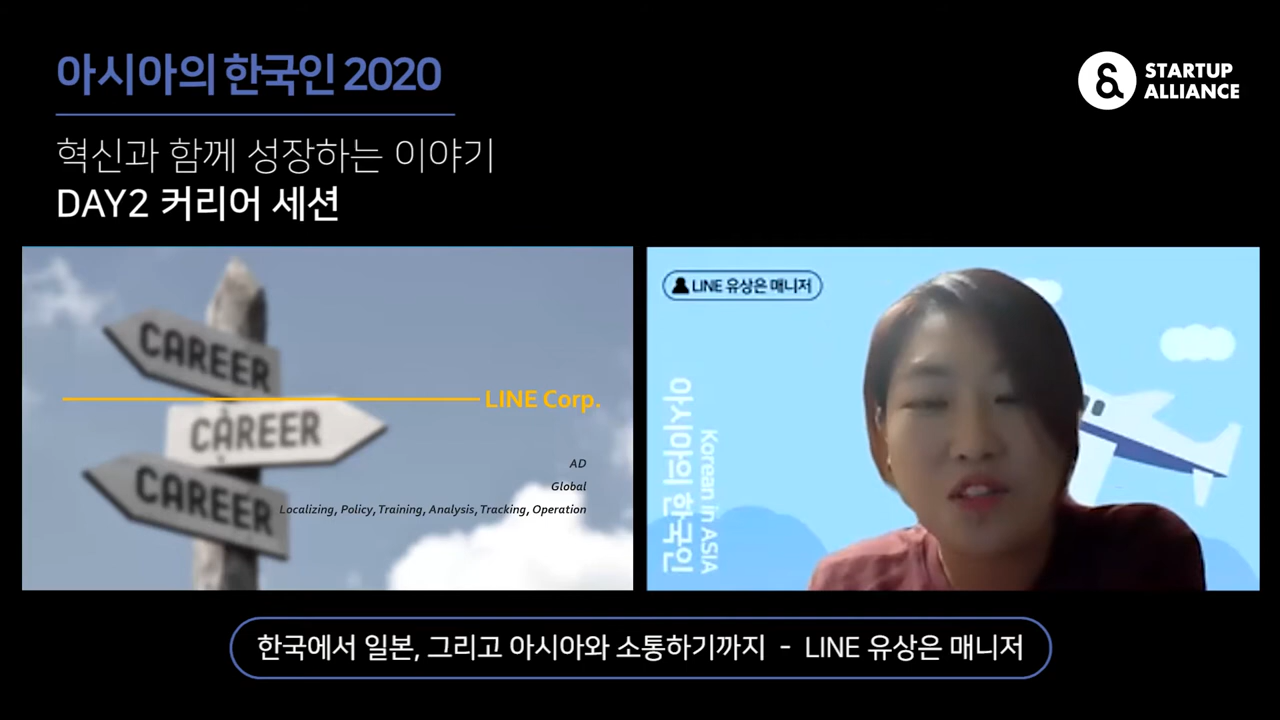 아시아의 한국인 2020
STARTUP
ALLIANCE
혁신과 함께 성장하는 이야기
DAY2 커리어 세션
CAREER
CAREER
CAREER
LINE Corp.
AD
Global
Localizing, Policy, Training, Analysis, Tracking, Operation
LINE 유상은 매니저
아시아의 한국인
Korean in ASIA
한국에서 일본, 그리고 아시아와 소통하기까지 - LINE 유상은 매니저